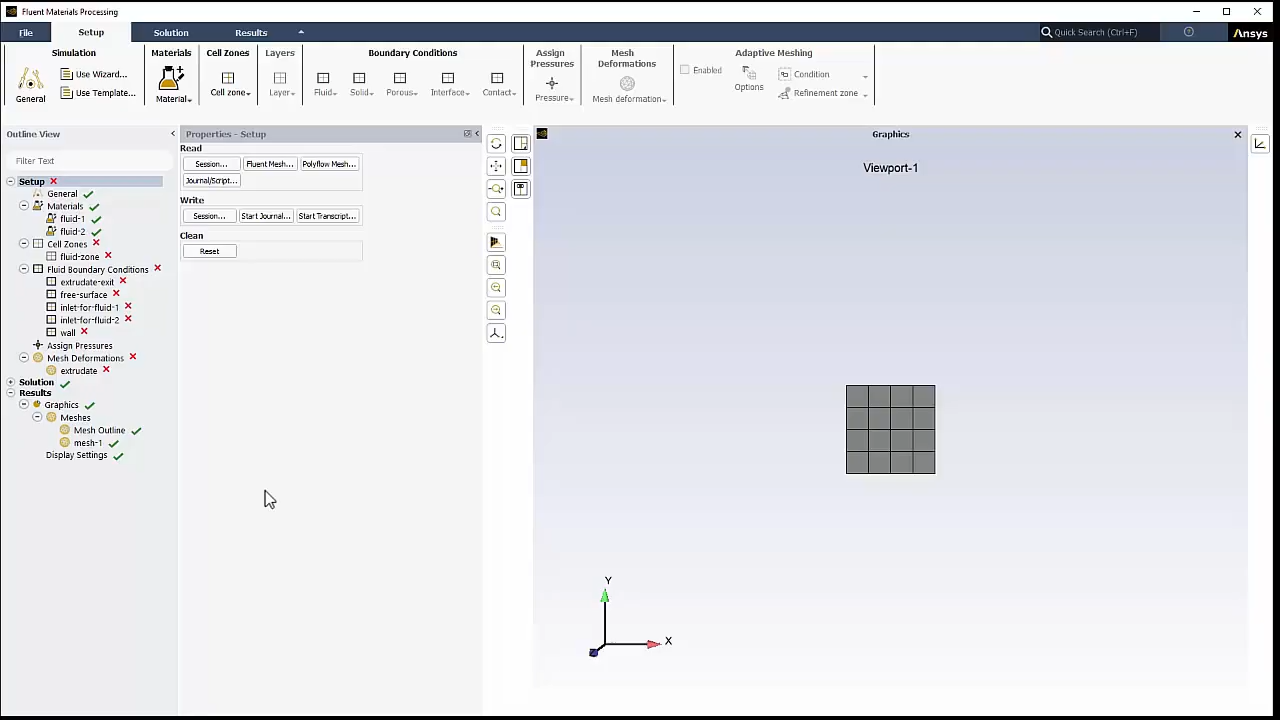 Fluent Materials Processing
File Setup Solution Results Quick Search (Ctrl+F) Ansys
Simulation Materials Cell Zones Layers Boundary Conditions Assign Pressures Mesh Deformations Adaptive Meshing
General Use Wizard... Use Template... Material... Cell zone... Layer... Fluid... Solid... Porous... Interface... Contact... Pressure... Mesh deformation... Enabled Options Condition Refinement zone
Outline View
Filter Text
Setup
General
Materials
fluid-1
fluid-2
Cell Zones
fluid-zone
Fluid Boundary Conditions
extrudate-exit
free-surface
inlet-for-fluid-1
inlet-for-fluid-2
wall
Assign Pressures
Mesh Deformations
extrudate
Solution
Results
Graphics
Meshes
Mesh Outline
mesh-1
Display Settings
Properties - Setup
Read
Session... Fluent Mesh... Polyflow Mesh...
Journal/Script...
Write
Session... Start Journal... Start Transcript...
Clean
Reset
Graphics
Viewport-1
Y
X